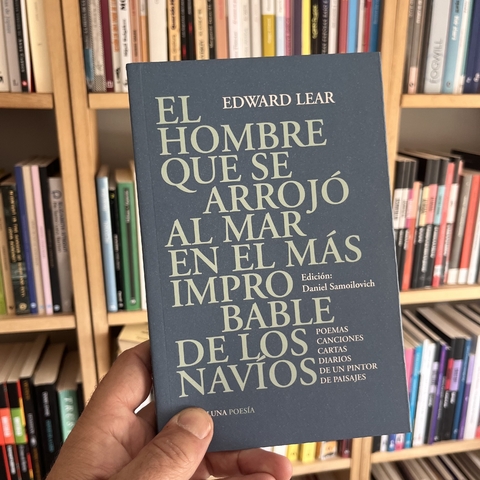 EDWARD LEAR
EL
HOMBRE
QUE SE
ARROJÓ
AL MAR
EN EL MÁS
IMPRO
BABLE
DE LOS
NAVÍOS
Edición:
Daniel Samoilovich
POEMAS
CANCIONES
CARTAS
DIARIOS
DE UN PINTOR
DE PAISAJES
LUNA POESÍA